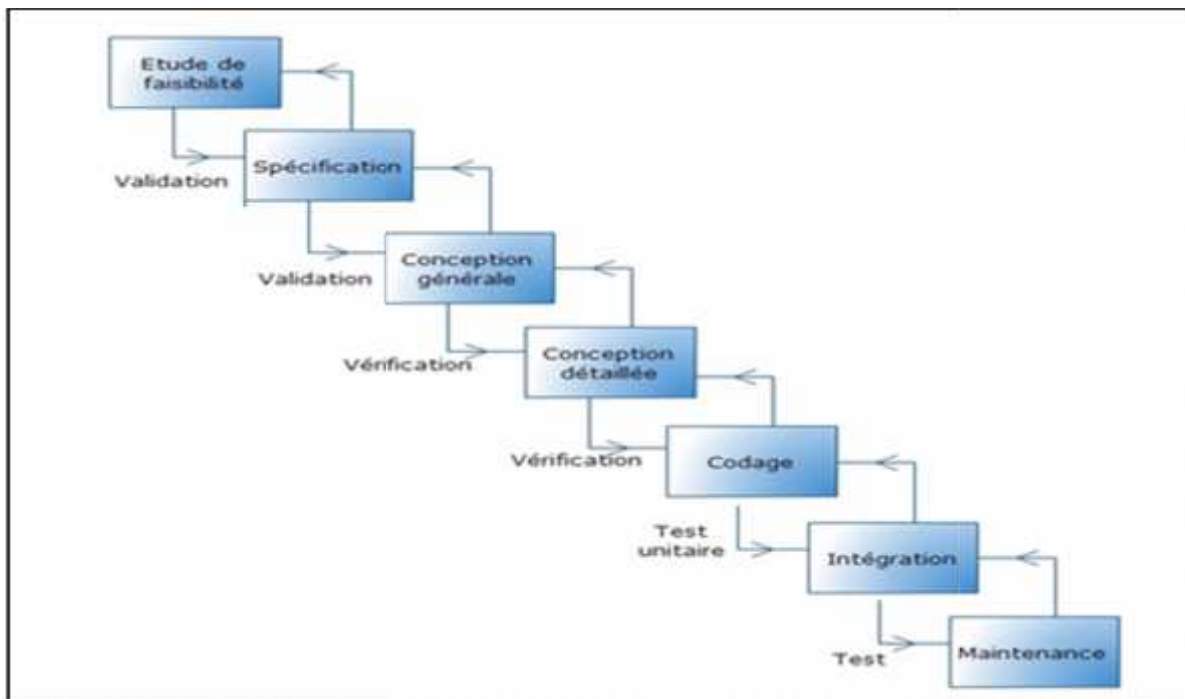 Etude de
faisibilité
Validation
Spécification
Validation
Conception
générale
Vérification
Conception
détaillée
Vérification
Codage
Test
unitaire
Intégration
Test
Maintenance